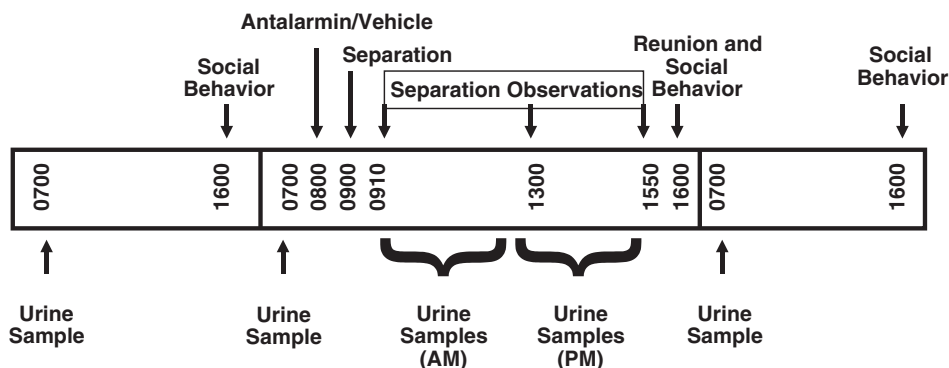 Antalarmin/Vehicle
Separation
Social
Behavior
Separation Observations
Reunion and
Social
Behavior
Social
Behavior
0700
1600
0700
0800
0900
0910
1300
1550
1600
0700
1600
Urine
Sample
Urine
Sample
Urine
Samples
(AM)
Urine
Samples
(PM)
Urine
Sample